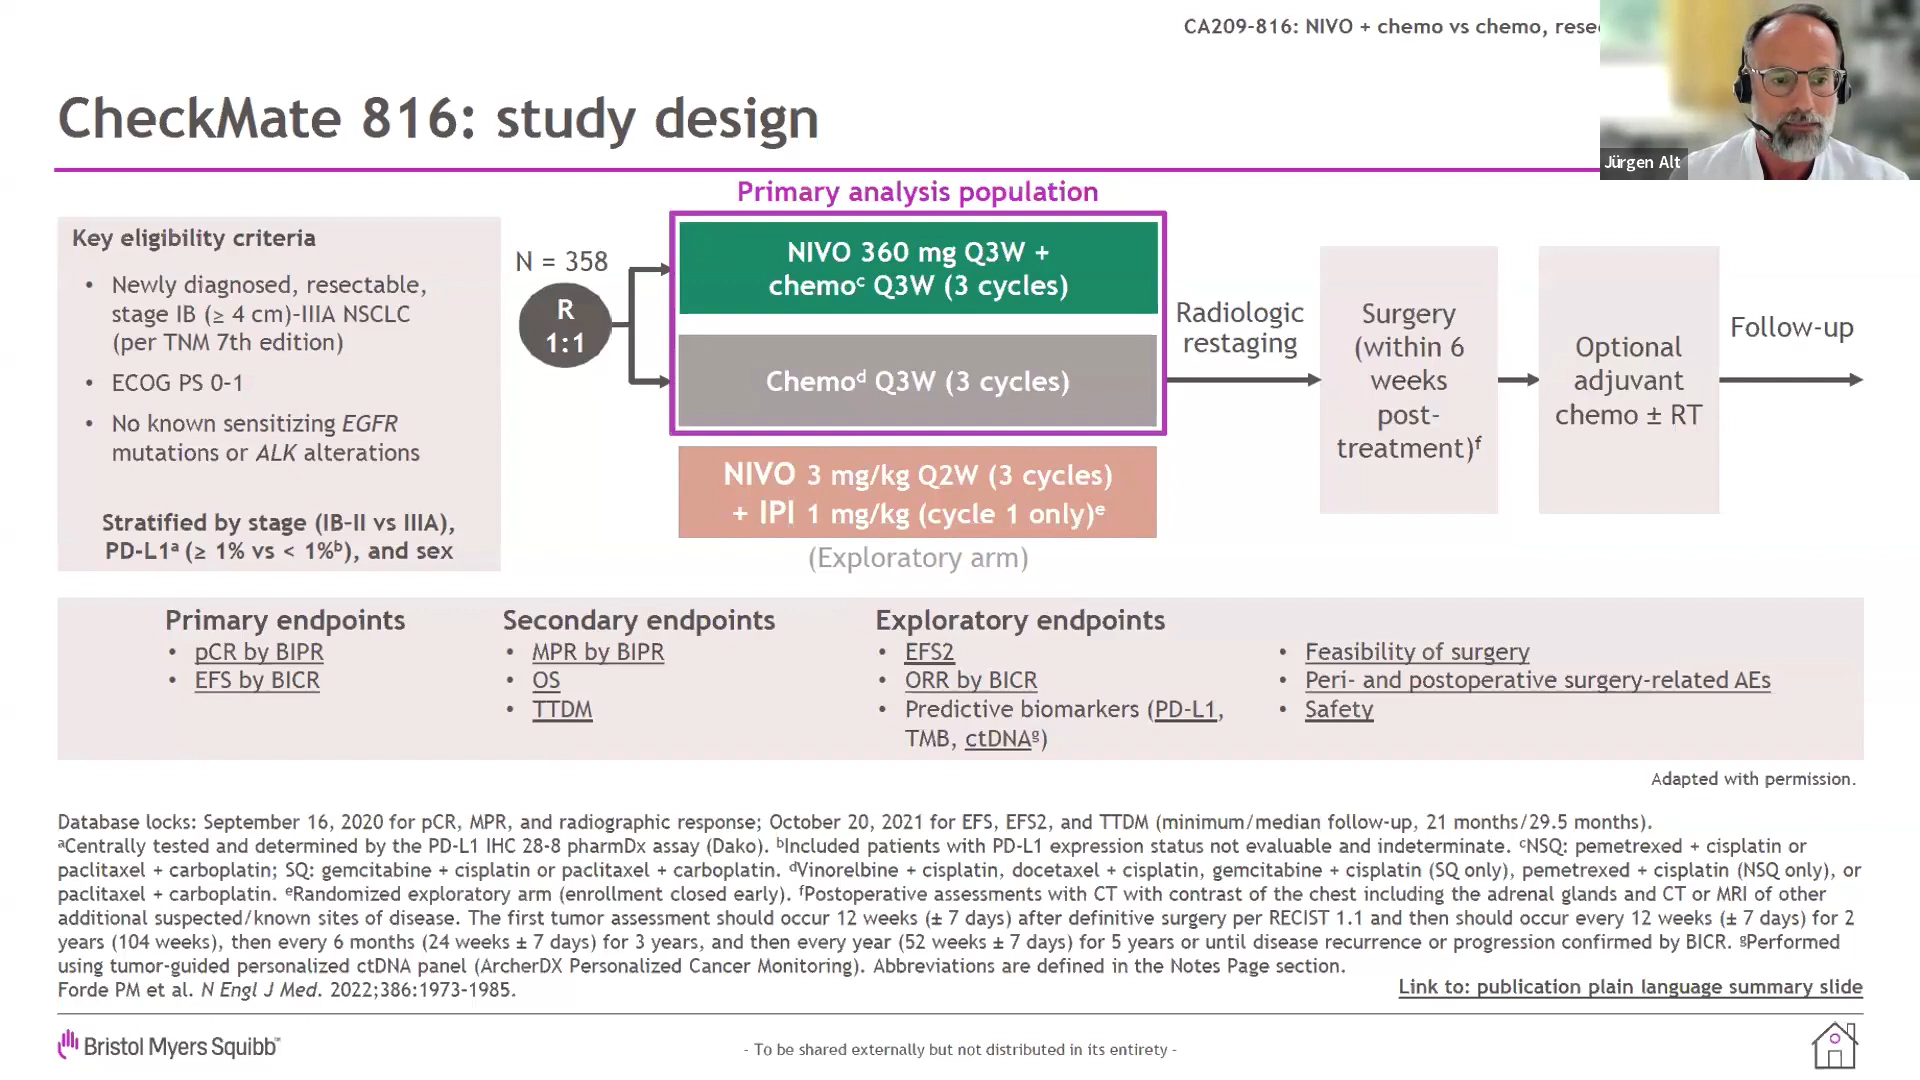 CA209-816: NIVO + chemo vs chemo, rese
Jürgen Alt
CheckMate 816: study design
Primary analysis population
Key eligibility criteria
• Newly diagnosed, resectable,
stage IB (≥ 4 cm)–IIIA NSCLC
(per TNM 7th edition)
• ECOG PS 0–1
• No known sensitizing EGFR
mutations or ALK alterations
Stratified by stage (IB–II vs IIIA),
PD-L1ᵃ (≥ 1% vs < 1%ᵇ), and sex
N = 358
R
1:1
NIVO 360 mg Q3W +
chemoᶜ Q3W (3 cycles)
Chemoᵈ Q3W (3 cycles)
NIVO 3 mg/kg Q2W (3 cycles)
+ IPI 1 mg/kg (cycle 1 only)ᵉ
(Exploratory arm)
Radiologic
restaging
Surgery
(within 6
weeks
post-
treatment)ᶠ
Optional
adjuvant
chemo ± RT
Follow-up
Primary endpoints
• pCR by BIPR
• EFS by BICR
Secondary endpoints
• MPR by BIPR
• OS
• TTDM
Exploratory endpoints
• EFS2
• ORR by BICR
• Predictive biomarkers (PD-L1,
TMB, ctDNAᵍ)
• Feasibility of surgery
• Peri- and postoperative surgery-related AEs
• Safety
Adapted with permission.
Database locks: September 16, 2020 for pCR, MPR, and radiographic response; October 20, 2021 for EFS, EFS2, and TTDM (minimum/median follow-up, 21 months/29.5 months).
ᵃCentrally tested and determined by the PD-L1 IHC 28-8 pharmDx assay (Dako). ᵇIncluded patients with PD-L1 expression status not evaluable and indeterminate. ᶜNSQ: pemetrexed + cisplatin or
paclitaxel + carboplatin; SQ: gemcitabine + cisplatin or paclitaxel + carboplatin. ᵈVinorelbine + cisplatin, docetaxel + cisplatin, gemcitabine + cisplatin (SQ only), pemetrexed + cisplatin (NSQ only), or
paclitaxel + carboplatin. ᵉRandomized exploratory arm (enrollment closed early). ᶠPostoperative assessments with CT with contrast of the chest including the adrenal glands and CT or MRI of other
additional suspected/known sites of disease. The first tumor assessment should occur 12 weeks (± 7 days) after definitive surgery per RECIST 1.1 and then should occur every 12 weeks (± 7 days) for 2
years (104 weeks), then every 6 months (24 weeks ± 7 days) for 3 years, and then every year (52 weeks ± 7 days) for 5 years or until disease recurrence or progression confirmed by BICR. ᵍPerformed
using tumor-guided personalized ctDNA panel (ArcherDX Personalized Cancer Monitoring). Abbreviations are defined in the Notes Page section.
Forde PM et al. N Engl J Med. 2022;386:1973-1985.
Link to: publication plain language summary slide
Bristol Myers Squibb™
- To be shared externally but not distributed in its entirety -